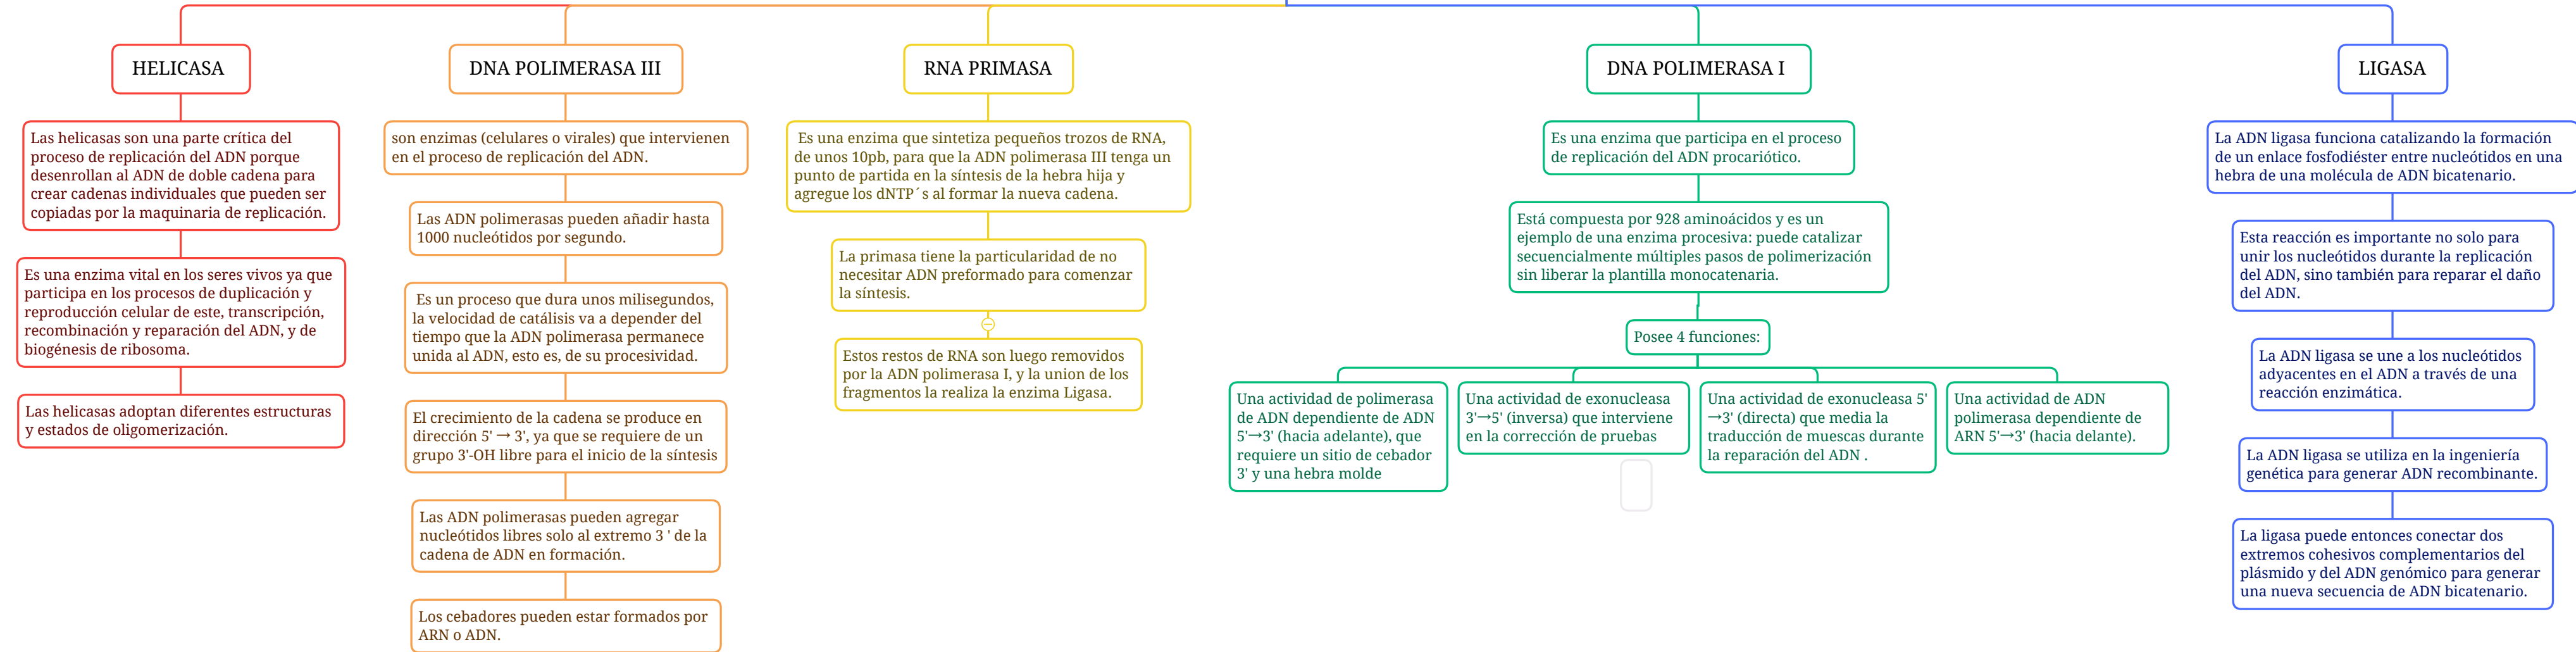 HELICASA
Las helicasas son una parte crítica del
proceso de replicación del ADN porque
desenrollan al ADN de doble cadena para
crear cadenas individuales que pueden ser
copiadas por la maquinaria de replicación.
Es una enzima vital en los seres vivos ya que
participa en los procesos de duplicación y
reproducción celular de este, transcripción,
recombinación y reparación del ADN, y de
biogénesis de ribosoma.
Las helicasas adoptan diferentes estructuras
y estados de oligomerización.
DNA POLIMERASA III
son enzimas (celulares o virales) que intervienen
en el proceso de replicación del ADN.
Las ADN polimerasas pueden añadir hasta
1000 nucleótidos por segundo.
Es un proceso que dura unos milisegundos,
la velocidad de catálisis va a depender del
tiempo que la ADN polimerasa permanece
unida al ADN, esto es, de su procesividad.
El crecimiento de la cadena se produce en
dirección 5' → 3', ya que se requiere de un
grupo 3'-OH libre para el inicio de la síntesis
Las ADN polimerasas pueden agregar
nucleótidos libres solo al extremo 3 ' de la
cadena de ADN en formación.
Los cebadores pueden estar formados por
ARN o ADN.
RNA PRIMASA
Es una enzima que sintetiza pequeños trozos de RNA,
de unos 10pb, para que la ADN polimerasa III tenga un
punto de partida en la síntesis de la hebra hija y
agregue los dNTP´s al formar la nueva cadena.
La primasa tiene la particularidad de no
necesitar ADN preformado para comenzar
la síntesis.
Estos restos de RNA son luego removidos
por la ADN polimerasa I, y la union de los
fragmentos la realiza la enzima Ligasa.
DNA POLIMERASA I
Es una enzima que participa en el proceso
de replicación del ADN procariótico.
Está compuesta por 928 aminoácidos y es un
ejemplo de una enzima procesiva: puede catalizar
secuencialmente múltiples pasos de polimerización
sin liberar la plantilla monocatenaria.
Posee 4 funciones:
Una actividad de polimerasa
de ADN dependiente de ADN
5'→3' (hacia adelante), que
requiere un sitio de cebador
3' y una hebra molde
Una actividad de exonucleasa
3'→5' (inversa) que interviene
en la corrección de pruebas
Una actividad de exonucleasa 5'
→3' (directa) que media la
traducción de muescas durante
la reparación del ADN .
Una actividad de ADN
polimerasa dependiente de
ARN 5'→3' (hacia delante).
LIGASA
La ADN ligasa funciona catalizando la formación
de un enlace fosfodiéster entre nucleótidos en una
hebra de una molécula de ADN bicatenario.
Esta reacción es importante no solo para
unir los nucleótidos durante la replicación
del ADN, sino también para reparar el daño
del ADN.
La ADN ligasa se une a los nucleótidos
adyacentes en el ADN a través de una
reacción enzimática.
La ADN ligasa se utiliza en la ingeniería
genética para generar ADN recombinante.
La ligasa puede entonces conectar dos
extremos cohesivos complementarios del
plásmido y del ADN genómico para generar
una nueva secuencia de ADN bicatenario.